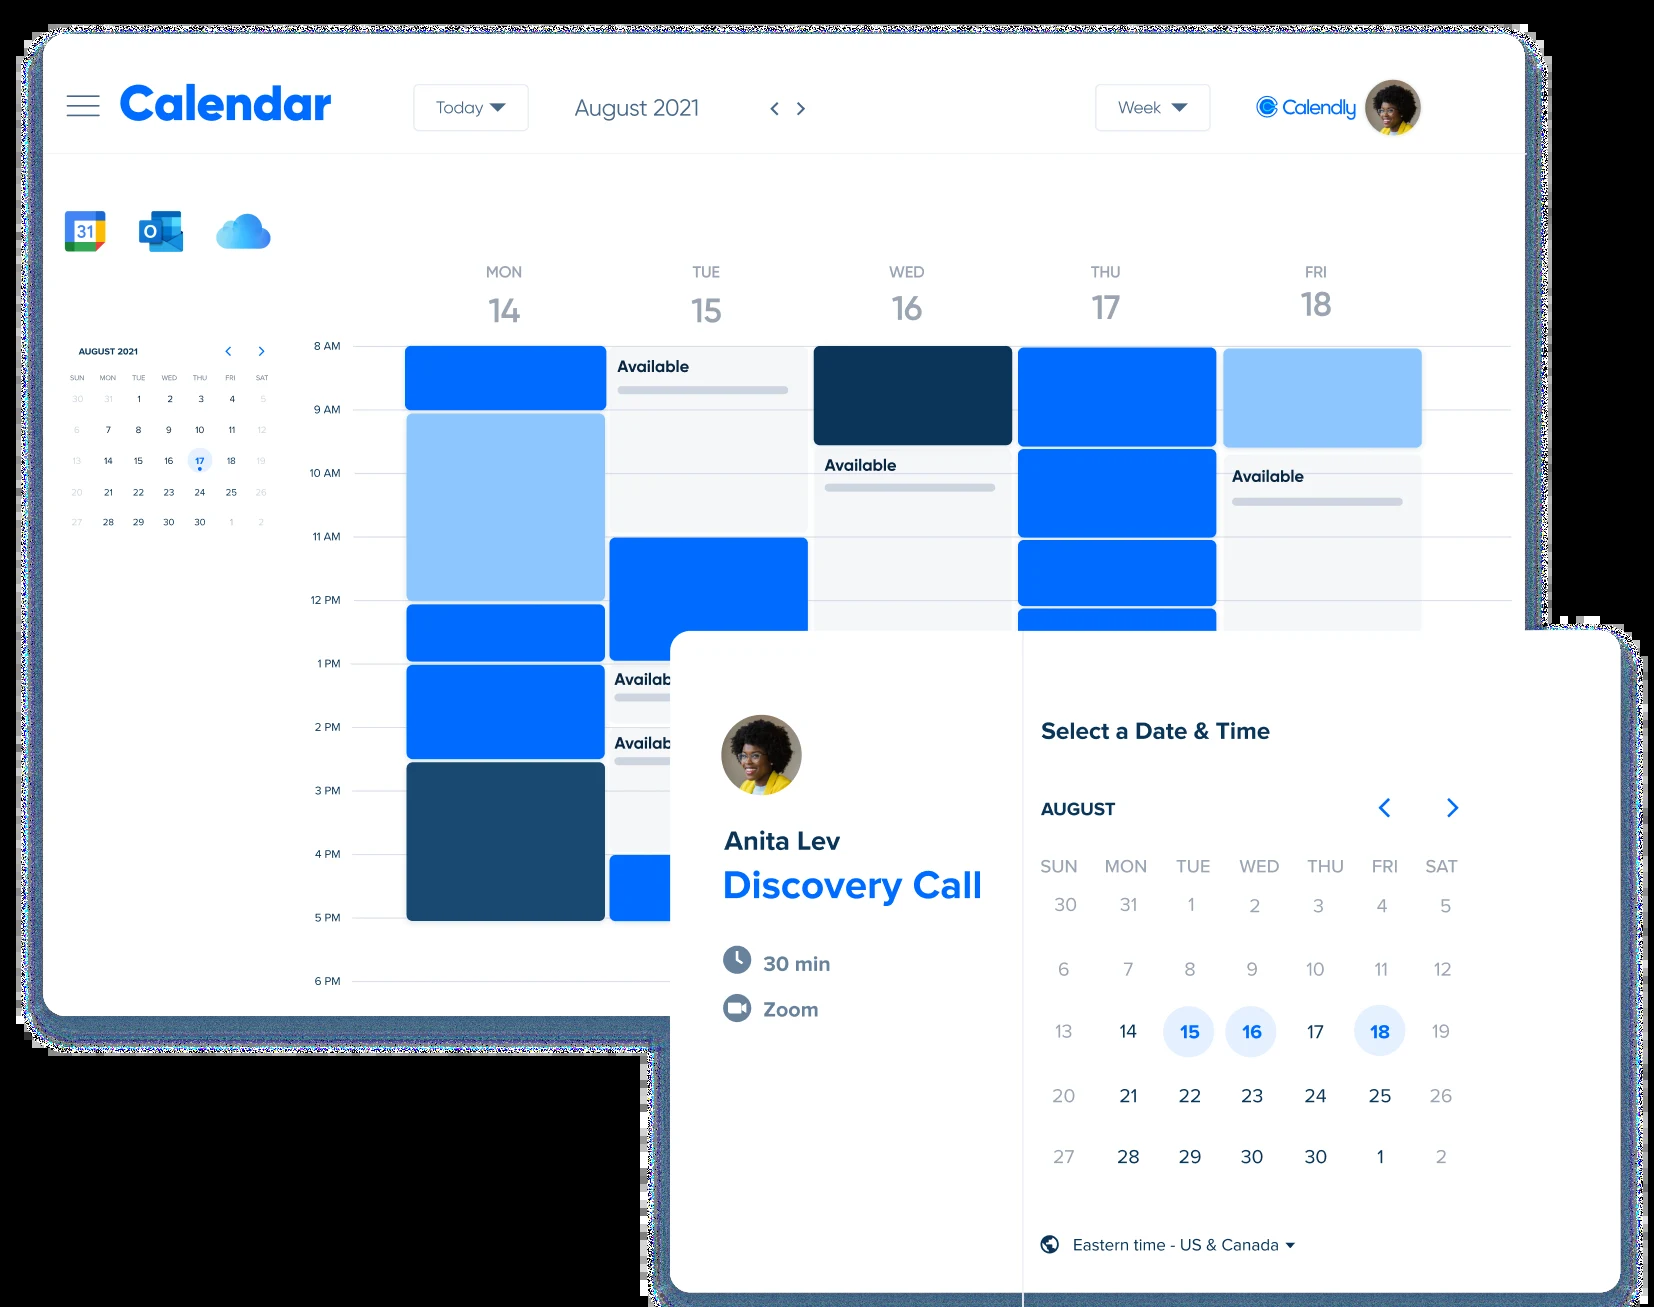 Calendar
Today
August 2021
Week
Calendly
31
O
MON TUE WED THU FRI
14 15 16 17 18
AUGUST 2021
SUN MON TUE WED THU FRI SAT
30 31 1 2 3 4 5
6 7 8 9 10 11 12
13 14 15 16 17 18 19
20 21 22 23 24 25 26
27 28 29 30 30 1 2
8 AM
Available
9 AM
Available
10 AM
Available
11 AM
12 PM
1 PM
Availab
2 PM
Availab
3 PM
4 PM
5 PM
6 PM
Anita Lev
Discovery Call
30 min
Zoom
Select a Date & Time
AUGUST
SUN MON TUE WED THU FRI SAT
30 31 1 2 3 4 5
6 7 8 9 10 11 12
13 14 15 16 17 18 19
20 21 22 23 24 25 26
27 28 29 30 30 1 2
Eastern time - US & Canada